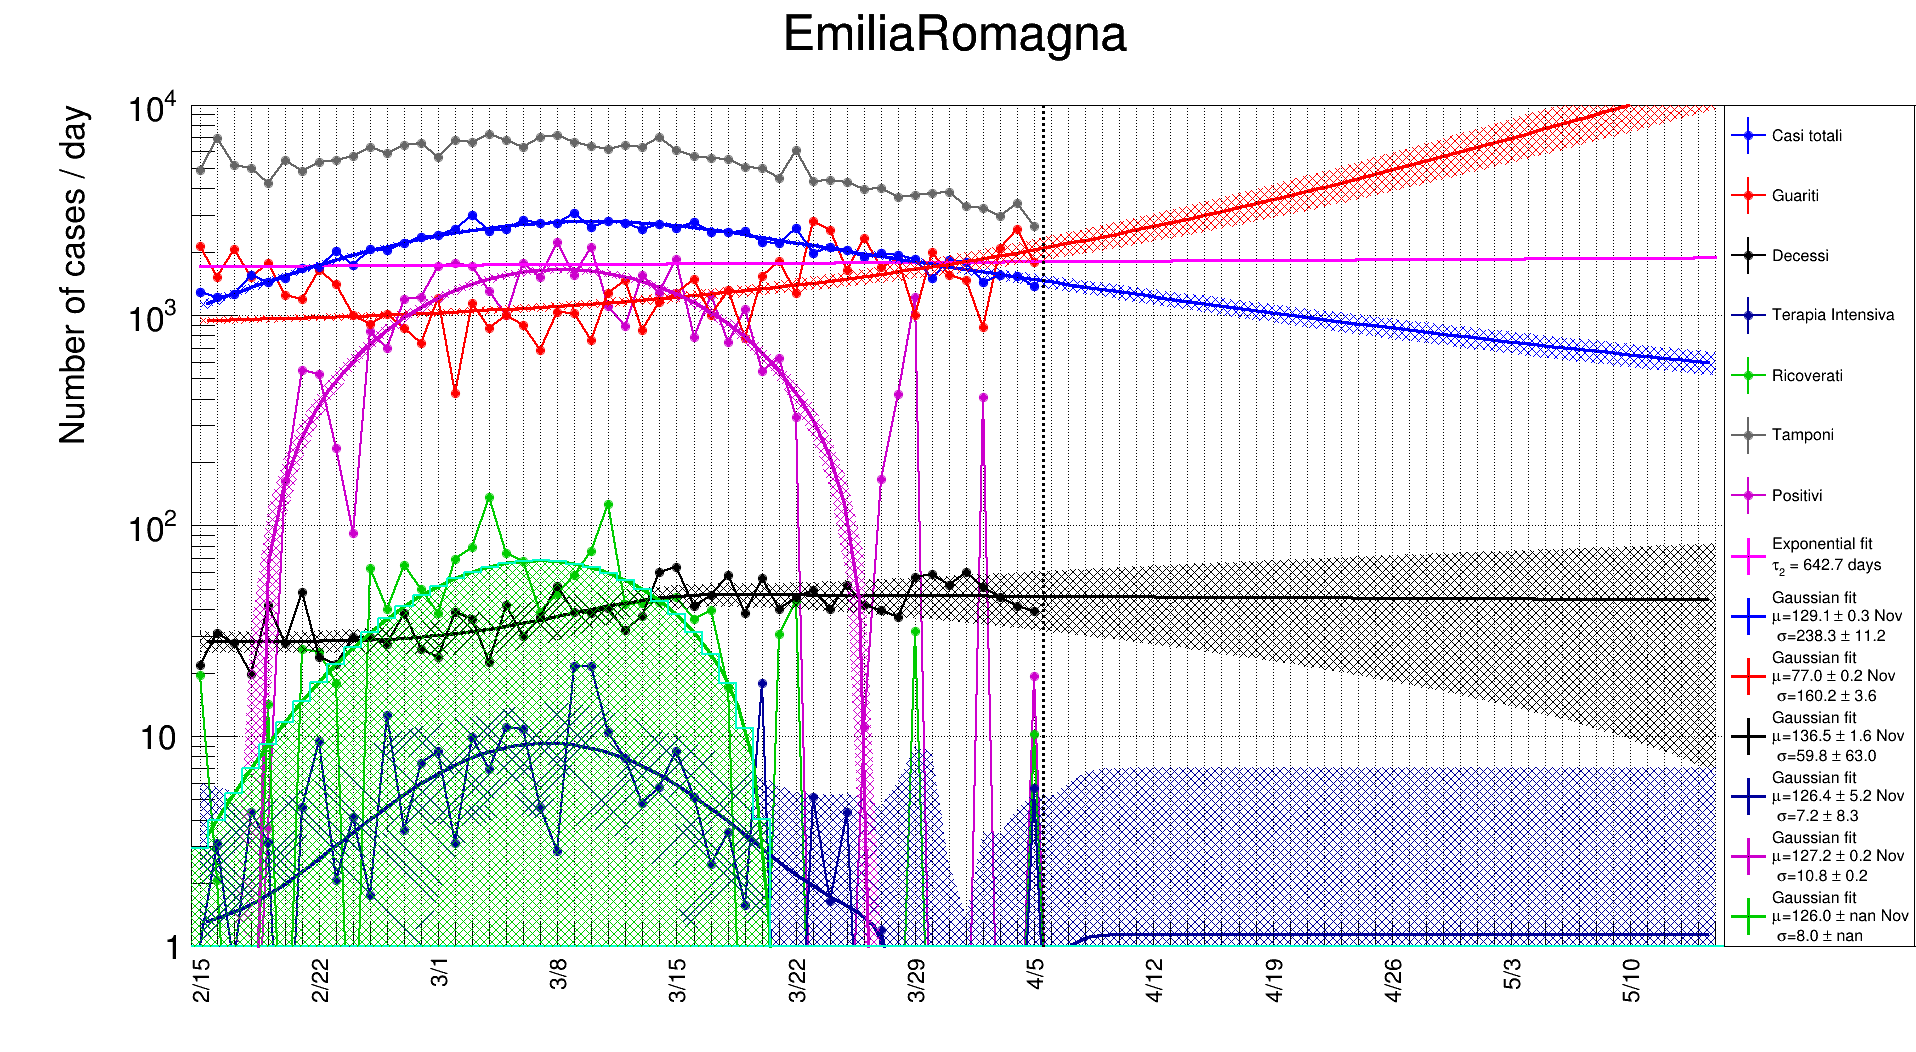 EmiliaRomagna
Number of cases / day
10^4
10^3
10^2
10
1
2/15
2/22
3/1
3/8
3/15
3/22
3/29
4/5
4/12
4/19
4/26
5/3
5/10
Casi totali
Guariti
Decessi
Terapia Intensiva
Ricoverati
Tamponi
Positivi
Exponential fit
τ_2 = 642.7 days
Gaussian fit
μ=129.1 ± 0.3 Nov
σ=238.3 ± 11.2
Gaussian fit
μ=77.0 ± 0.2 Nov
σ=160.2 ± 3.6
Gaussian fit
μ=136.5 ± 1.6 Nov
σ=59.8 ± 63.0
Gaussian fit
μ=126.4 ± 5.2 Nov
σ=7.2 ± 8.3
Gaussian fit
μ=127.2 ± 0.2 Nov
σ=10.8 ± 0.2
Gaussian fit
μ=126.0 ± nan Nov
σ=8.0 ± nan